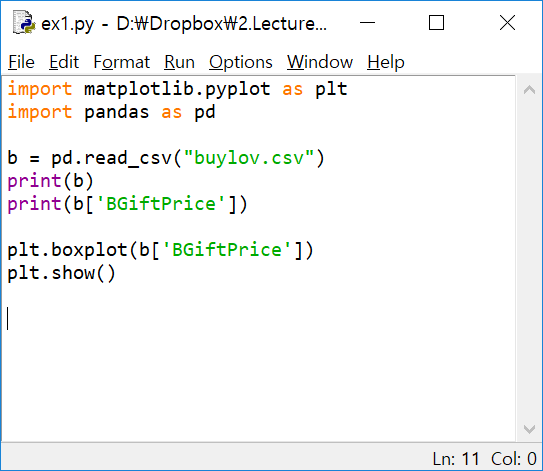 ex1.py - D:₩Dropbox₩2.Lecture...
File Edit Format Run Options Window Help
import matplotlib.pyplot as plt
import pandas as pd
b = pd.read_csv("buylov.csv")
print(b)
print(b['BGiftPrice'])
plt.boxplot(b['BGiftPrice'])
plt.show()
Ln: 11 Col: 0